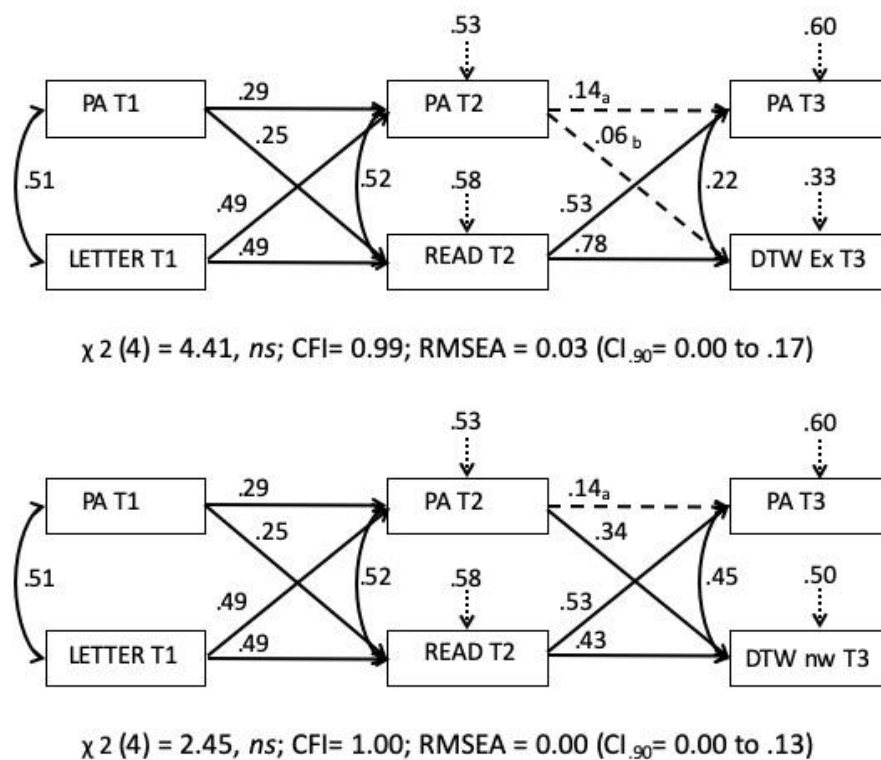 .53 .60
PA T1 .29 PA T2 .14a PA T3
.25 .06 b
.51 .49 .52 .58 .53 .22 .33
LETTER T1 .49 READ T2 .78 DTW Ex T3
χ 2 (4) = 4.41, ns; CFI= 0.99; RMSEA = 0.03 (CI.90= 0.00 to .17)
.53 .60
PA T1 .29 PA T2 .14a PA T3
.25 .34
.51 .49 .52 .58 .53 .45 .50
LETTER T1 .49 READ T2 .43 DTW nw T3
χ 2 (4) = 2.45, ns; CFI= 1.00; RMSEA = 0.00 (CI.90= 0.00 to .13)